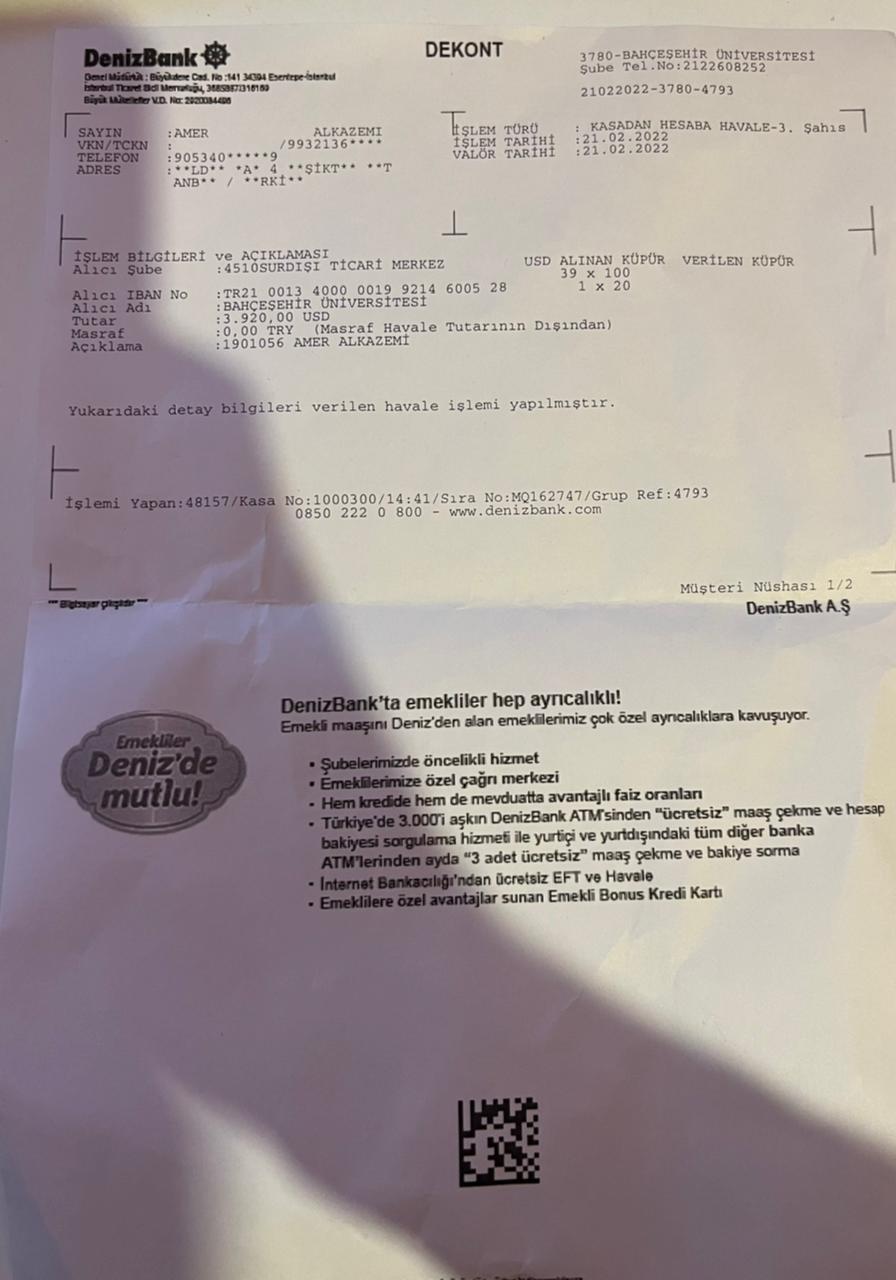 DenizBank
DEKONT
3780-BAHÇEŞEHİR ÜNİVERSİTESİ
Şube Tel.No:2122608252
21022022-3780-4793
Genel Müdürlük : Büyükdere Cad. No :141 34394 Esentepe-İstanbul
İstanbul Ticaret Sicil Memurluğu,
Büyük Mükellefler V.D. No:
SAYIN :AMER ALKAZEMI
VKN/TCKN : /9932136****
TELEFON :905340*****9
ADRES :**LD** *A* 4 **ŞİKT** **T
ANB** / **RKİ**
İŞLEM TÜRÜ : KASADAN HESABA HAVALE-3. Şahıs
İŞLEM TARİHİ :21.02.2022
VALÖR TARİHİ :21.02.2022
İŞLEM BİLGİLERİ ve AÇIKLAMASI
Alıcı Şube :4510SURDIŞI TİCARİ MERKEZ
USD ALINAN KÜPÜR VERİLEN KÜPÜR
39 x 100
1 x 20
Alıcı IBAN No :TR21 0013 4000 0019 9214 6005 28
Alıcı Adı :BAHÇEŞEHİR ÜNİVERSİTESİ
Tutar :3.920,00 USD
Masraf :0,00 TRY (Masraf Havale Tutarının Dışından)
Açıklama :1901056 AMER ALKAZEMİ
Yukarıdaki detay bilgileri verilen havale işlemi yapılmıştır.
İşlemi Yapan:48157/Kasa No:1000300/14:41/Sıra No:MQ162747/Grup Ref:4793
0850 222 0 800 - www.denizbank.com
Müşteri Nüshası 1/2
*** Bilgisayar çıktısıdır ***
DenizBank A.Ş
DenizBank'ta emekliler hep ayrıcalıklı!
Emekli maaşını Deniz'den alan emeklilerimiz çok özel ayrıcalıklara kavuşuyor.
Emekliler
Deniz'de
mutlu!
• Şubelerimizde öncelikli hizmet
• Emeklilerimize özel çağrı merkezi
• Hem kredide hem de mevduatta avantajlı faiz oranları
• Türkiye'de 3.000'i aşkın DenizBank ATM'sinden "ücretsiz" maaş çekme ve hesap
bakiyesi sorgulama hizmeti ile yurtiçi ve yurtdışındaki tüm diğer banka
ATM'lerinden ayda "3 adet ücretsiz" maaş çekme ve bakiye sorma
• İnternet Bankacılığı'ndan ücretsiz EFT ve Havale
• Emeklilere özel avantajlar sunan Emekli Bonus Kredi Kartı